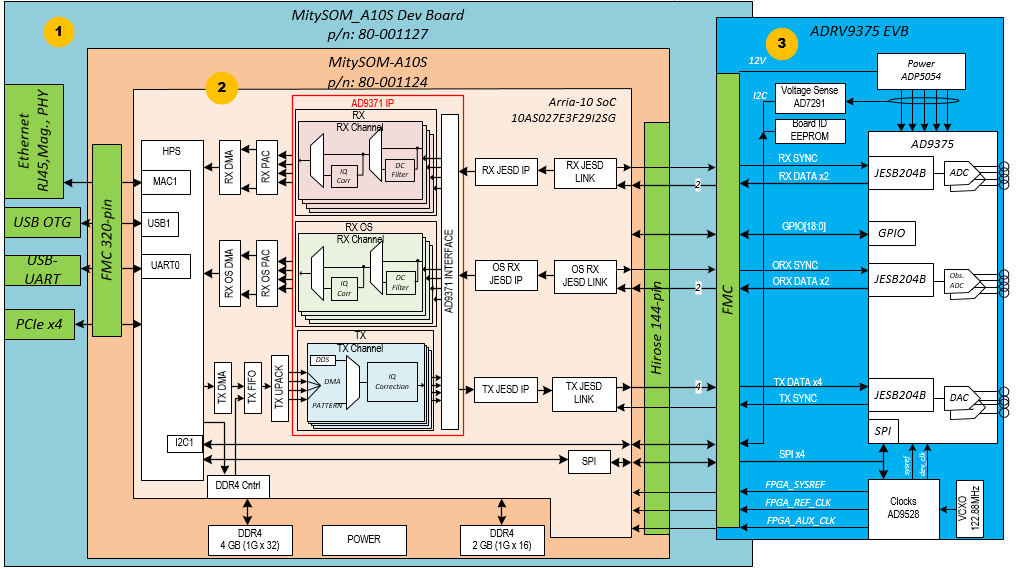 MitySOM_A10S Dev Board
p/n: 80-001127
1
MitySOM-A10S
p/n: 80-001124
2
3
ADRV9375 EVB
Ethernet
RJ45,Mag., PHY
USB OTG
USB-
UART
PCIe x4
FMC 320-pin
HPS
MAC1
USB1
UART0
I2C1
DDR4 Cntrl
Arria-10 SoC
10AS027E3F29I2SG
AD9371 IP
RX
RX Channel
IQ
Corr
DC
Filter
RX DMA
RX PAC
RX JESD IP
RX JESD
LINK
RX OS
RX Channel
IQ
Corr
DC
Filter
RX OS DMA
RX OS PAC
OS RX
JESD IP
OS RX
JESD LINK
AD9371 INTERFACE
TX
TX Channel
DDS
DMA
PATTERN
IQ
Correction
TX DMA
TX FIFO
TX UPACK
TX JESD IP
TX JESD
LINK
SPI
DDR4
4 GB (1G x 32)
POWER
DDR4
2 GB (1G x 16)
Hirose 144-pin
2
2
4
FMC
12V
I2C
Power
ADP5054
Voltage Sense
AD7291
Board ID
EEPROM
AD9375
RX SYNC
RX DATA x2
JESB204B
ADC
GPIO[18:0]
GPIO
ORX SYNC
ORX DATA x2
JESB204B
Obs.
ADC
TX DATA x4
TX SYNC
JESB204B
DAC
SPI
SPI x4
sysref
dev_clk
FPGA_SYSREF
FPGA_REF_CLK
FPGA_AUX_CLK
Clocks
AD9528
VCXO
122.88MHz